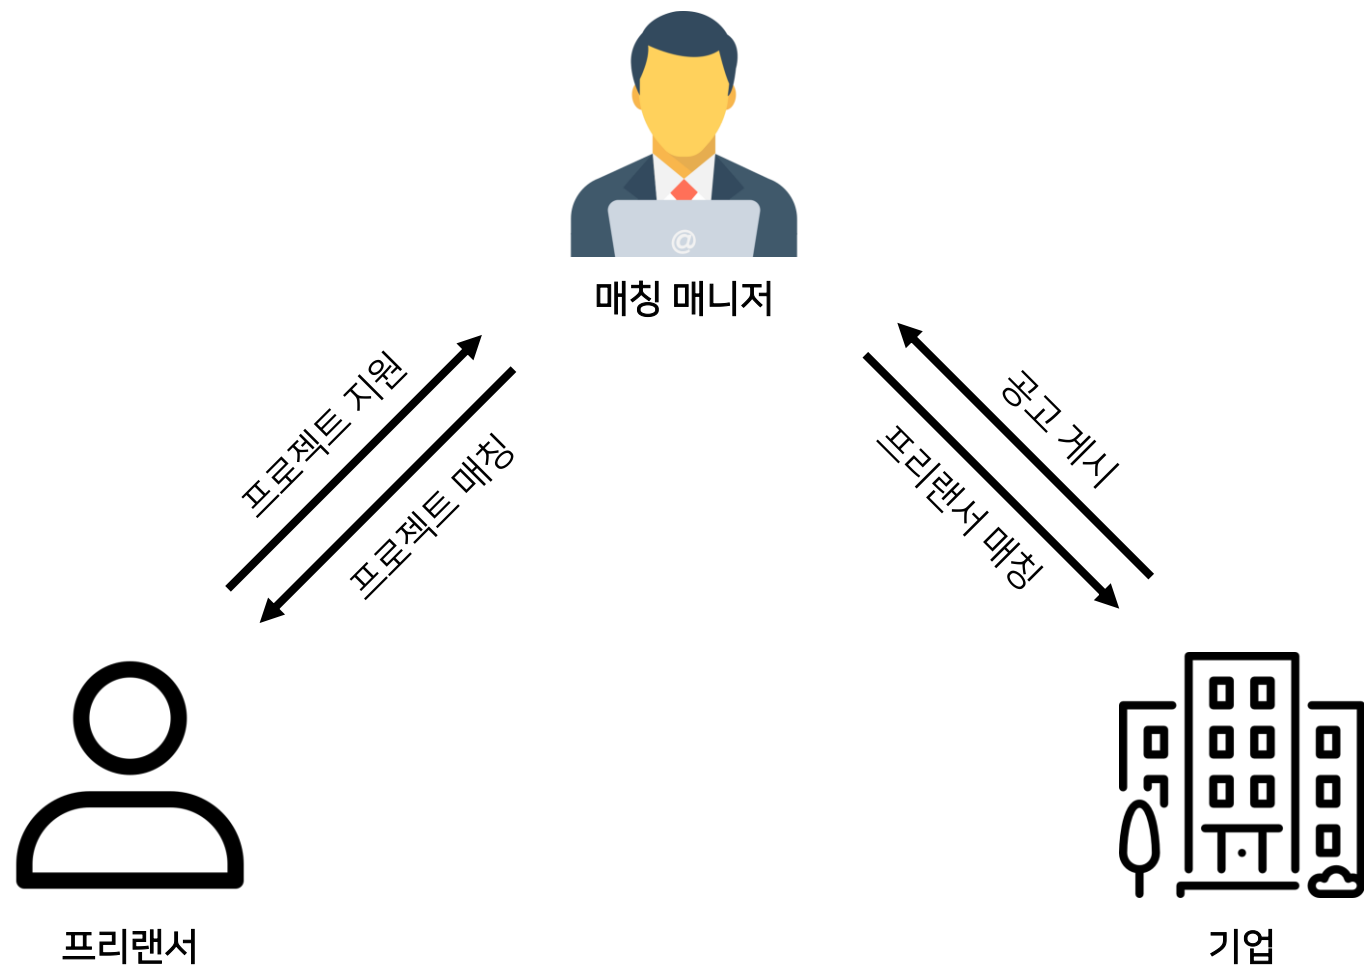 @
매칭 매니저
프로젝트 지원
프로젝트 매칭
공고 게시
프리랜서 매칭
프리랜서
기업